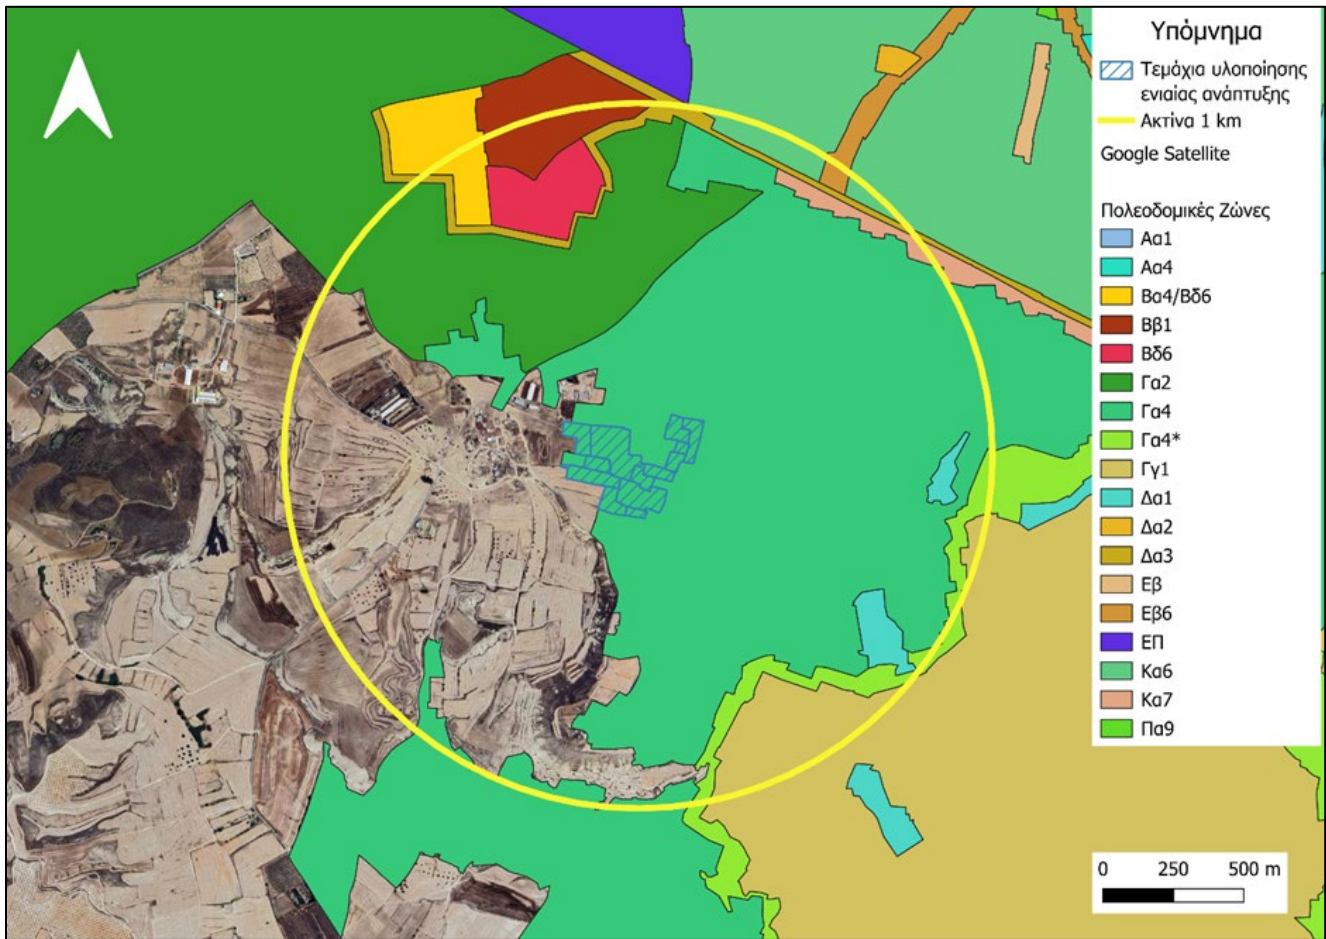 Υπόμνημα
Τεμάχια υλοποίησης
ενιαίας ανάπτυξης
Ακτίνα 1 km
Google Satellite
Πολεοδομικές Ζώνες
Αα1
Αα4
Βα4/Βδ6
Ββ1
Βδ6
Γα2
Γα4
Γα4*
Γγ1
Δα1
Δα2
Δα3
Εβ
Εβ6
ΕΠ
Κα6
Κα7
Πα9
0 250 500 m